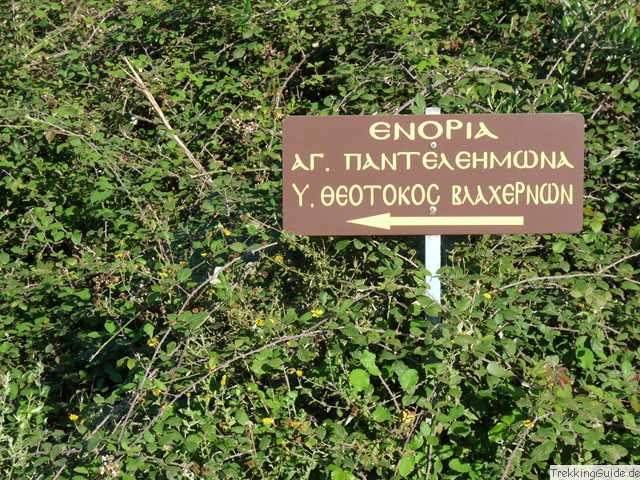 ΕΝΟΡΙΑ
ΑΓ. ΠΑΝΤΕΛΕΗΜΩΝΑ
Υ. ΘΕΟΤΟΚΟΣ ΒΛΑΧΕΡΝΩΝ
TrekkingGuide.de